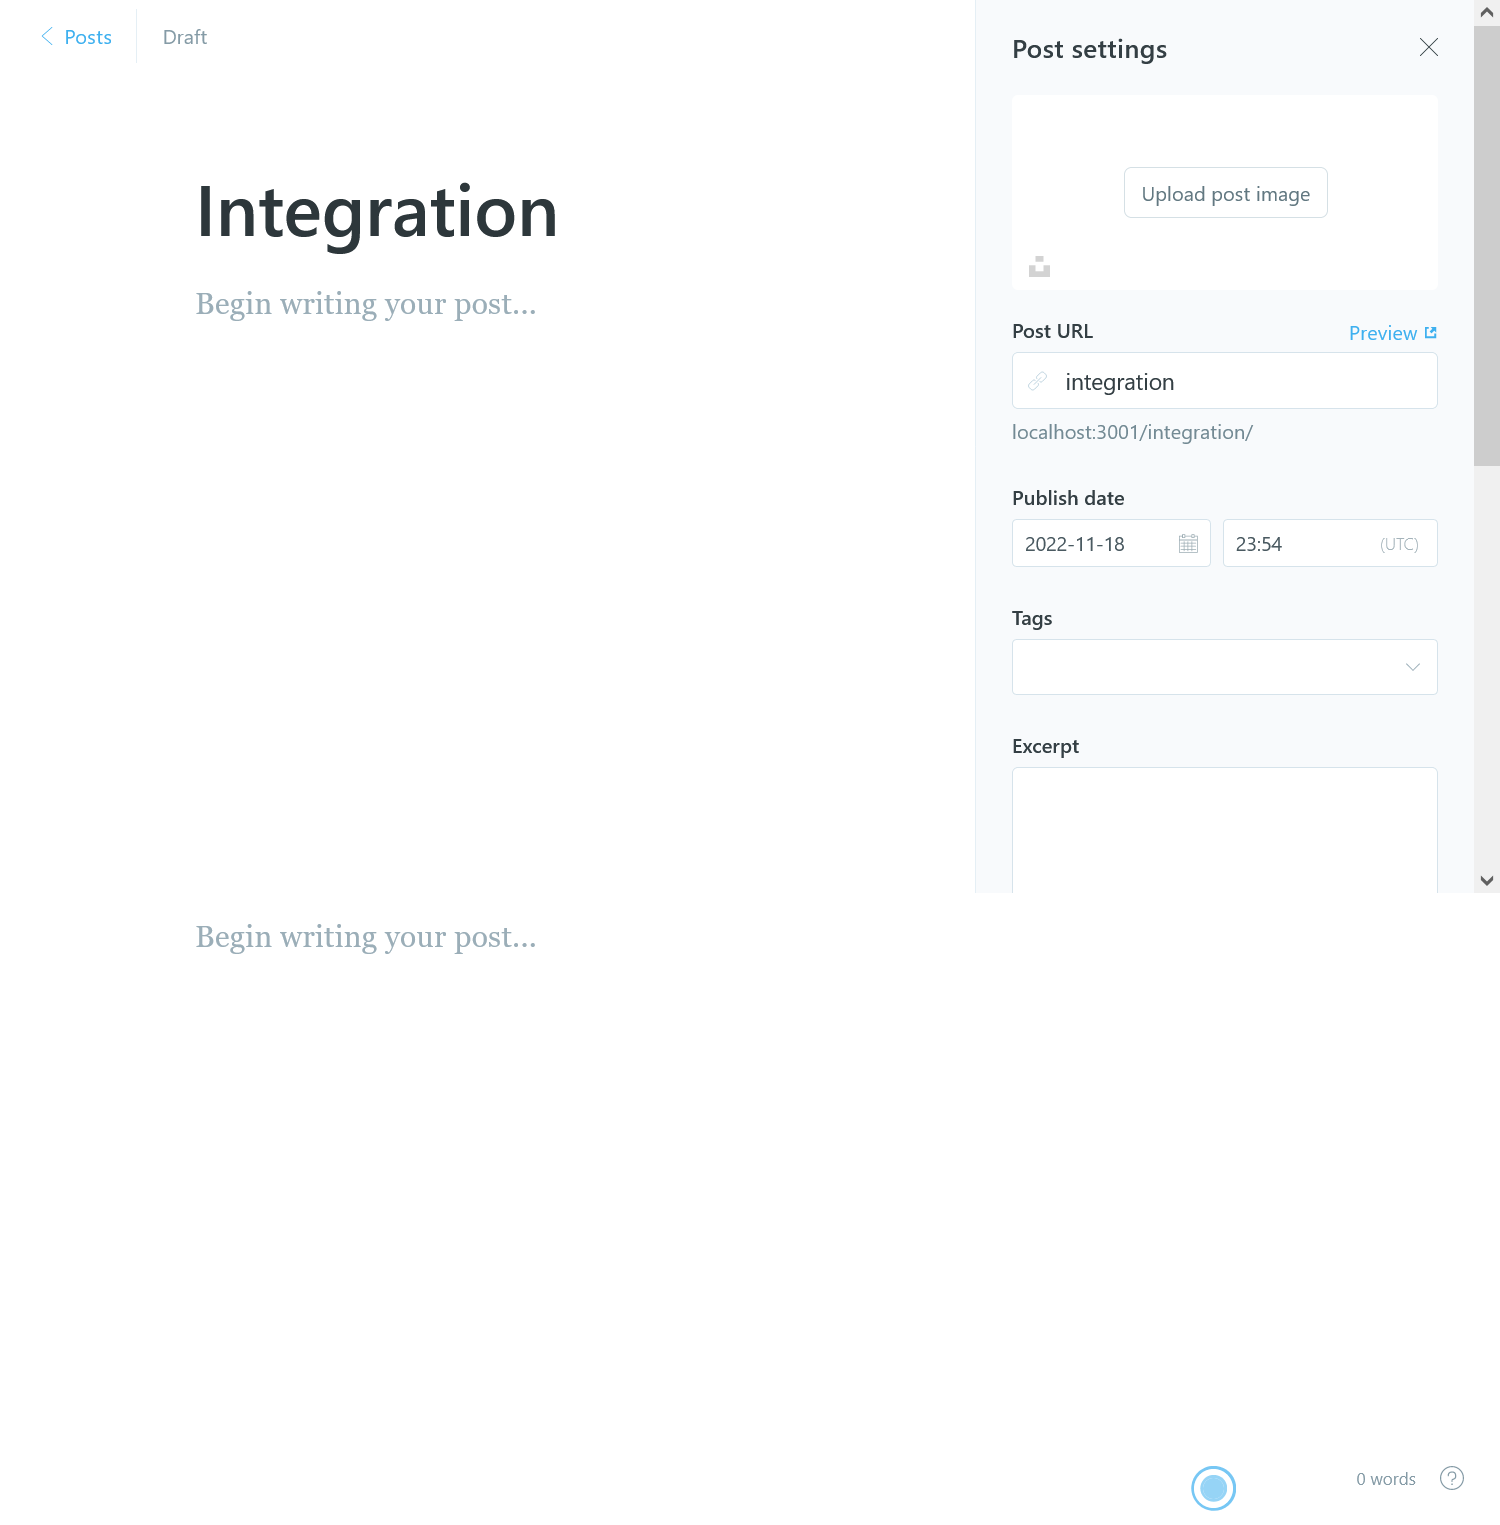 Posts
Draft
Integration
Begin writing your post...
Post settings
Upload post image
Post URL
Preview
integration
localhost:3001/integration/
Publish date
2022-11-18
23:54
(UTC)
Tags
Excerpt
Begin writing your post...
0 words
?